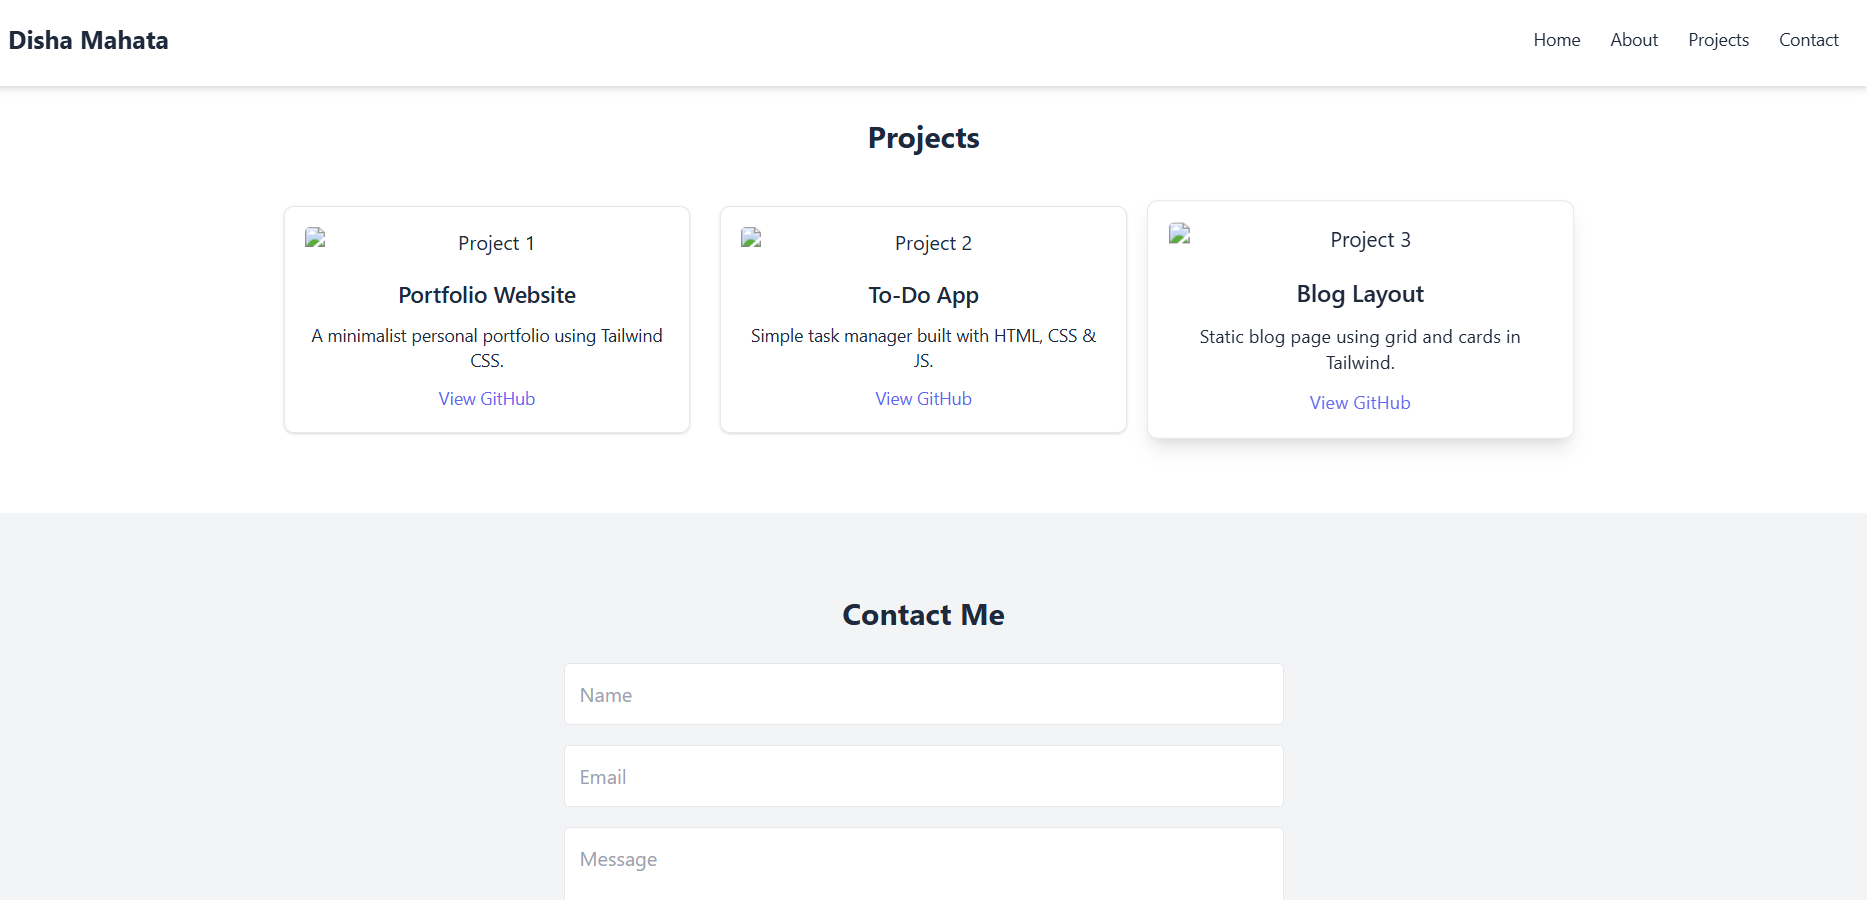 Disha Mahata
Home About Projects Contact
Projects
Project 1
Portfolio Website
A minimalist personal portfolio using Tailwind
CSS.
View GitHub
Project 2
To-Do App
Simple task manager built with HTML, CSS &
JS.
View GitHub
Project 3
Blog Layout
Static blog page using grid and cards in
Tailwind.
View GitHub
Contact Me
Name
Email
Message